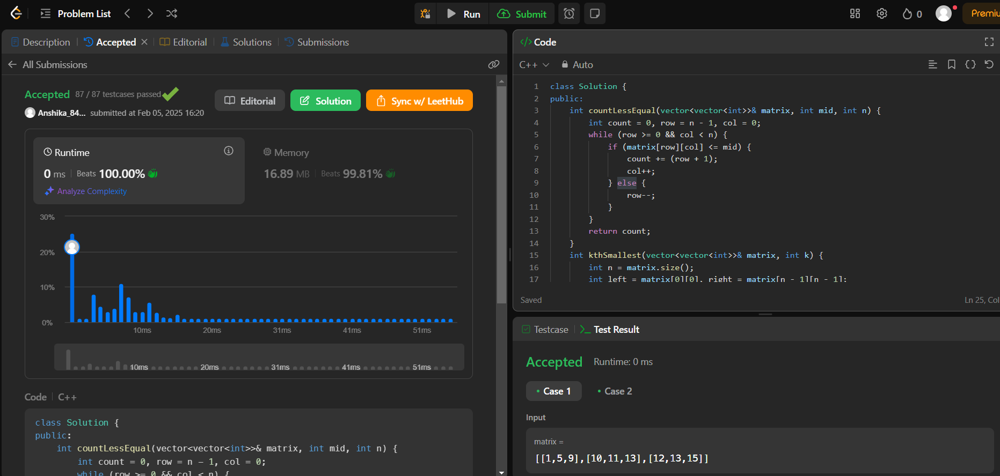 Problem List
Run
Submit
0
Premiu
Description
Accepted
Editorial
Solutions
Submissions
All Submissions
Accepted 87 / 87 testcases passed
Anshika_84... submitted at Feb 05, 2025 16:20
Editorial
Solution
Sync w/ LeetHub
Runtime
0 ms Beats 100.00%
Analyze Complexity
Memory
16.89 MB Beats 99.81%
30%
20%
10%
0%
10ms 20ms 31ms 41ms 51ms
10ms 20ms 31ms 41ms 51ms
Code C++
class Solution {
public:
int countLessEqual(vector<vector<int>>& matrix, int mid, int n) {
int count = 0, row = n - 1, col = 0;
while (row >= 0 && col < n) {
</> Code
C++ Auto
1 class Solution {
2 public:
3 int countLessEqual(vector<vector<int>>& matrix, int mid, int n) {
4 int count = 0, row = n - 1, col = 0;
5 while (row >= 0 && col < n) {
6 if (matrix[row][col] <= mid) {
7 count += (row + 1);
8 col++;
9 } else {
10 row--;
11 }
12 }
13 return count;
14 }
15 int kthSmallest(vector<vector<int>>& matrix, int k) {
16 int n = matrix.size();
17 int left = matrix[0][0], right = matrix[n - 1][n - 1];
Saved
Ln 25, Col
Testcase
Test Result
Accepted Runtime: 0 ms
Case 1
Case 2
Input
matrix =
[[1,5,9],[10,11,13],[12,13,15]]